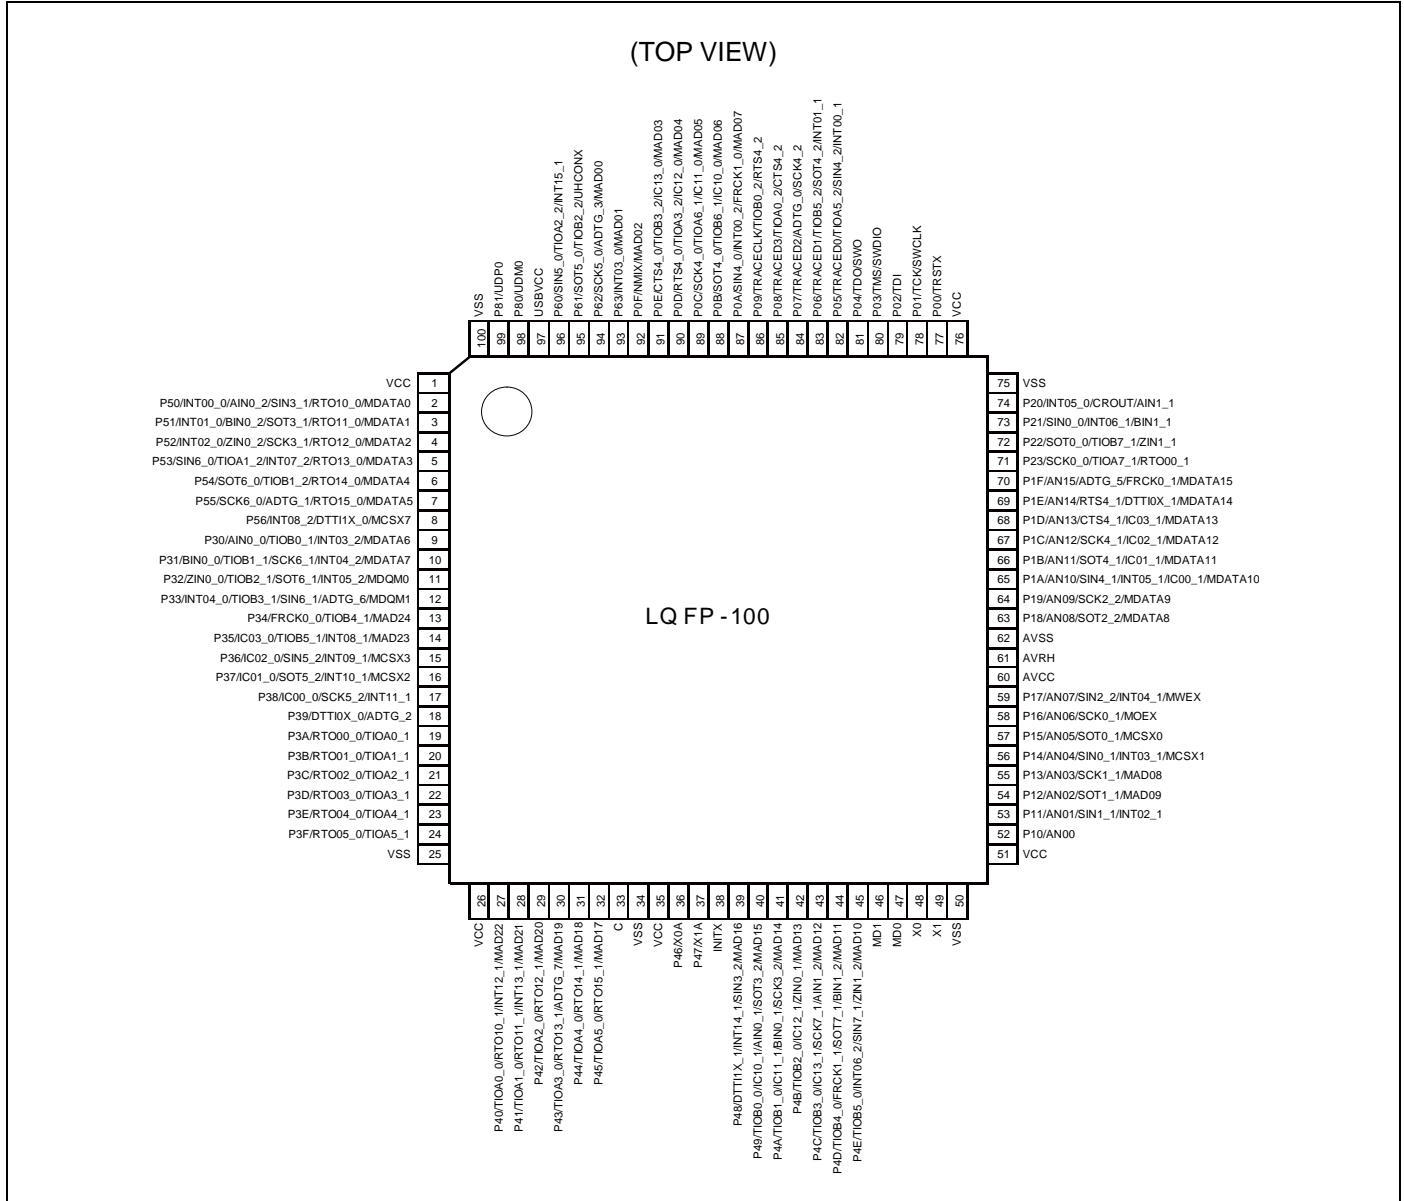 (TOP VIEW)
VSS
P81/UDP0
P80/UDM0
USBVCC
P60/SIN5_0/TIOA2_2/INT15_1
P61/SOT5_0/TIOB2_2/UHCONX
P62/SCK5_0/ADTG_3/MAD00
P63/INT03_0/MAD01
P0F/NMIX/MAD02
P0E/CTS4_0/TIOB3_2/IC13_0/MAD03
P0D/RTS4_0/TIOA3_2/IC12_0/MAD04
P0C/SCK4_0/TIOA6_1/IC11_0/MAD05
P0B/SOT4_0/TIOB6_1/IC10_0/MAD06
P0A/SIN4_0/INT00_2/FRCK1_0/MAD07
P09/TRACECLK/TIOB0_2/RTS4_2
P08/TRACED3/TIOA0_2/CTS4_2
P07/TRACED2/ADTG_0/SCK4_2
P06/TRACED1/TIOB5_2/SOT4_2/INT01_1
P05/TRACED0/TIOA5_2/SIN4_2/INT00_1
P04/TDO/SWO
P03/TMS/SWDIO
P02/TDI
P01/TCK/SWCLK
P00/TRSTX
VCC
100 99 98 97 96 95 94 93 92 91 90 89 88 87 86 85 84 83 82 81 80 79 78 77 76
VCC 1
P50/INT00_0/AIN0_2/SIN3_1/RTO10_0/MDATA0 2
P51/INT01_0/BIN0_2/SOT3_1/RTO11_0/MDATA1 3
P52/INT02_0/ZIN0_2/SCK3_1/RTO12_0/MDATA2 4
P53/SIN6_0/TIOA1_2/INT07_2/RTO13_0/MDATA3 5
P54/SOT6_0/TIOB1_2/RTO14_0/MDATA4 6
P55/SCK6_0/ADTG_1/RTO15_0/MDATA5 7
P56/INT08_2/DTTI1X_0/MCSX7 8
P30/AIN0_0/TIOB0_1/INT03_2/MDATA6 9
P31/BIN0_0/TIOB1_1/SCK6_1/INT04_2/MDATA7 10
P32/ZIN0_0/TIOB2_1/SOT6_1/INT05_2/MDQM0 11
P33/INT04_0/TIOB3_1/SIN6_1/ADTG_6/MDQM1 12
P34/FRCK0_0/TIOB4_1/MAD24 13
P35/IC03_0/TIOB5_1/INT08_1/MAD23 14
P36/IC02_0/SIN5_2/INT09_1/MCSX3 15
P37/IC01_0/SOT5_2/INT10_1/MCSX2 16
P38/IC00_0/SCK5_2/INT11_1 17
P39/DTTI0X_0/ADTG_2 18
P3A/RTO00_0/TIOA0_1 19
P3B/RTO01_0/TIOA1_1 20
P3C/RTO02_0/TIOA2_1 21
P3D/RTO03_0/TIOA3_1 22
P3E/RTO04_0/TIOA4_1 23
P3F/RTO05_0/TIOA5_1 24
VSS 25
LQFP-100
75 VSS
74 P20/INT05_0/CROUT/AIN1_1
73 P21/SIN0_0/INT06_1/BIN1_1
72 P22/SOT0_0/TIOB7_1/ZIN1_1
71 P23/SCK0_0/TIOA7_1/RTO00_1
70 P1F/AN15/ADTG_5/FRCK0_1/MDATA15
69 P1E/AN14/RTS4_1/DTTI0X_1/MDATA14
68 P1D/AN13/CTS4_1/IC03_1/MDATA13
67 P1C/AN12/SCK4_1/IC02_1/MDATA12
66 P1B/AN11/SOT4_1/IC01_1/MDATA11
65 P1A/AN10/SIN4_1/INT05_1/IC00_1/MDATA10
64 P19/AN09/SCK2_2/MDATA9
63 P18/AN08/SOT2_2/MDATA8
62 AVSS
61 AVRH
60 AVCC
59 P17/AN07/SIN2_2/INT04_1/MWEX
58 P16/AN06/SCK0_1/MOEX
57 P15/AN05/SOT0_1/MCSX0
56 P14/AN04/SIN0_1/INT03_1/MCSX1
55 P13/AN03/SCK1_1/MAD08
54 P12/AN02/SOT1_1/MAD09
53 P11/AN01/SIN1_1/INT02_1
52 P10/AN00
51 VCC
26 27 28 29 30 31 32 33 34 35 36 37 38 39 40 41 42 43 44 45 46 47 48 49 50
VCC
P40/TIOA0_0/RTO10_1/INT12_1/MAD22
P41/TIOA1_0/RTO11_1/INT13_1/MAD21
P42/TIOA2_0/RTO12_1/MAD20
P43/TIOA3_0/RTO13_1/ADTG_7/MAD19
P44/TIOA4_0/RTO14_1/MAD18
P45/TIOA5_0/RTO15_1/MAD17
C
VSS
VCC
P46/X0A
P47/X1A
INITX
P48/DTTI1X_1/INT14_1/SIN3_2/MAD16
P49/TIOB0_0/IC10_1/AIN0_1/SOT3_2/MAD15
P4A/TIOB1_0/IC11_1/BIN0_1/SCK3_2/MAD14
P4B/TIOB2_0/IC12_1/ZIN0_1/MAD13
P4C/TIOB3_0/IC13_1/SCK7_1/AIN1_2/MAD12
P4D/TIOB4_0/FRCK1_1/SOT7_1/BIN1_2/MAD11
P4E/TIOB5_0/INT06_2/SIN7_1/ZIN1_2/MAD10
MD1
MD0
X0
X1
VSS